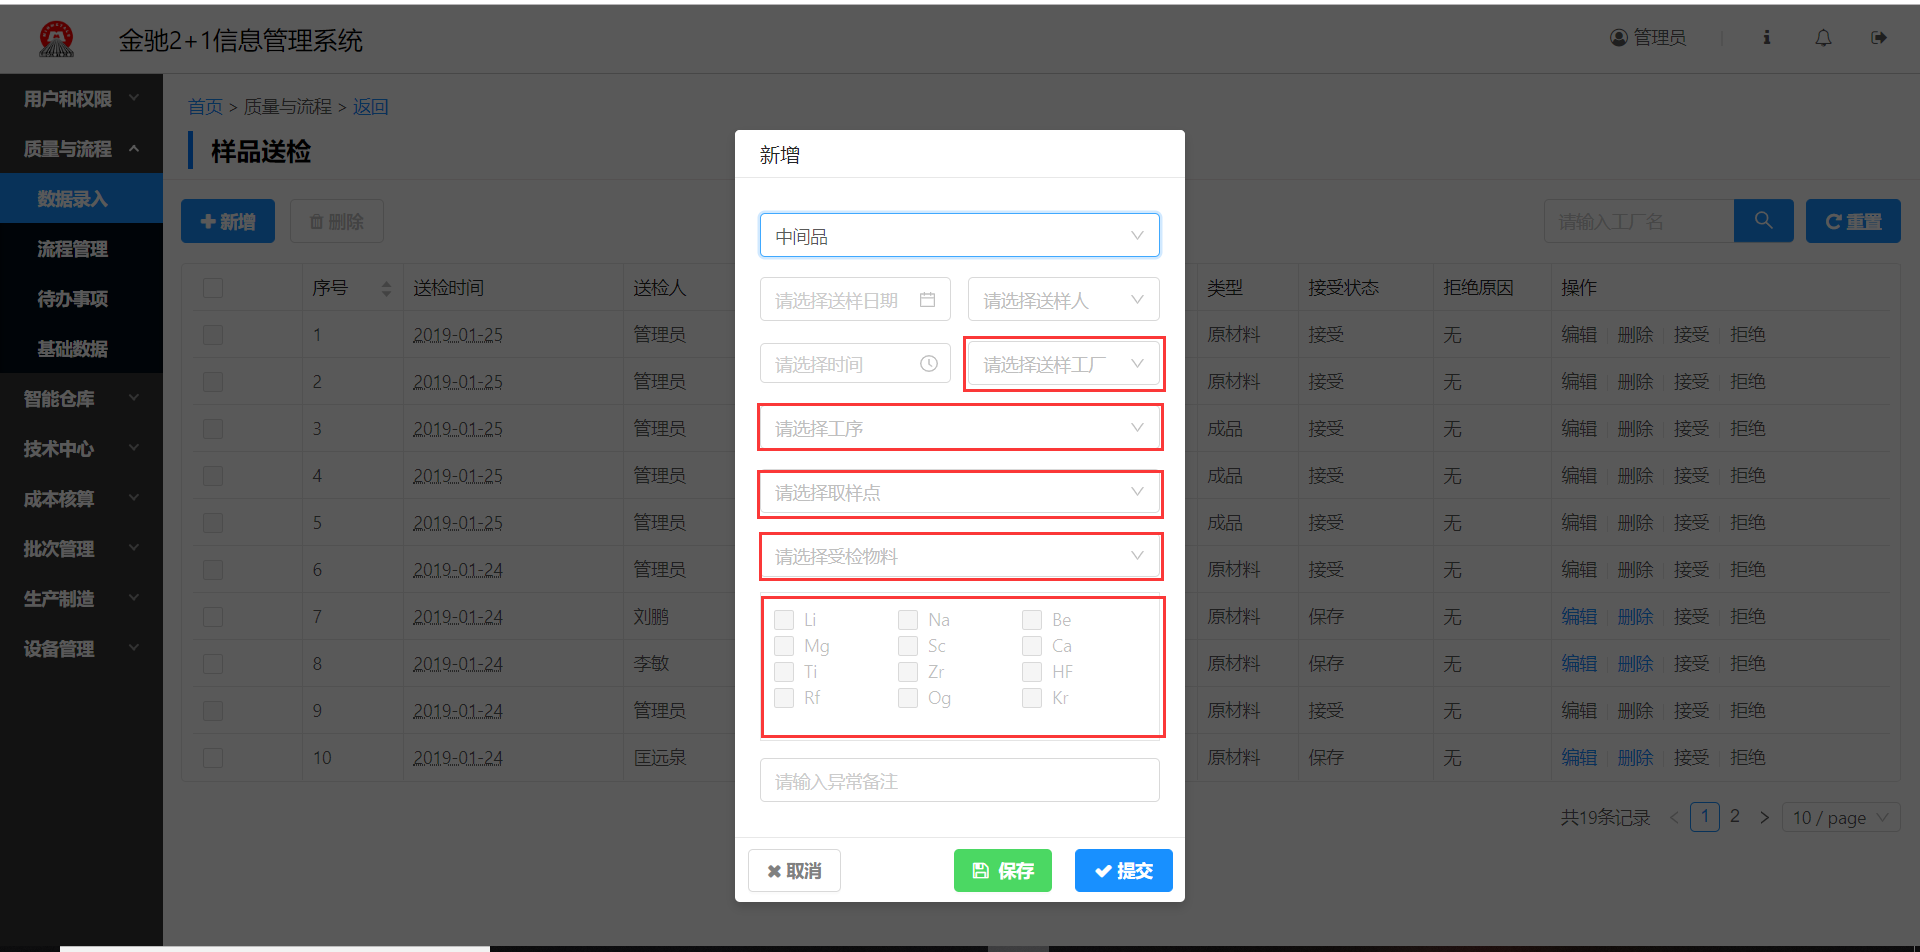 金驰2+1信息管理系统
管理员
用户和权限
质量与流程
数据录入
流程管理
待办事项
基础数据
智能仓库
技术中心
成本核算
批次管理
生产制造
设备管理
首页 > 质量与流程 > 返回
样品送检
新增 删除
请输入工厂名 重置
序号 送检时间 送检人 类型 接受状态 拒绝原因 操作
1 2019-01-25 管理员 原材料 接受 无 编辑 删除 接受 拒绝
2 2019-01-25 管理员 原材料 接受 无 编辑 删除 接受 拒绝
3 2019-01-25 管理员 成品 接受 无 编辑 删除 接受 拒绝
4 2019-01-25 管理员 成品 接受 无 编辑 删除 接受 拒绝
5 2019-01-25 管理员 成品 接受 无 编辑 删除 接受 拒绝
6 2019-01-24 管理员 原材料 接受 无 编辑 删除 接受 拒绝
7 2019-01-24 刘鹏 原材料 保存 无 编辑 删除 接受 拒绝
8 2019-01-24 李敏 原材料 保存 无 编辑 删除 接受 拒绝
9 2019-01-24 管理员 原材料 接受 无 编辑 删除 接受 拒绝
10 2019-01-24 匡远泉 原材料 保存 无 编辑 删除 接受 拒绝
共19条记录 < 1 2 > 10 / page
新增
中间品
请选择送样日期 请选择送样人
请选择时间 请选择送样工厂
请选择工序
请选择取样点
请选择受检物料
Li Na Be
Mg Sc Ca
Ti Zr HF
Rf Og Kr
请输入异常备注
取消 保存 提交